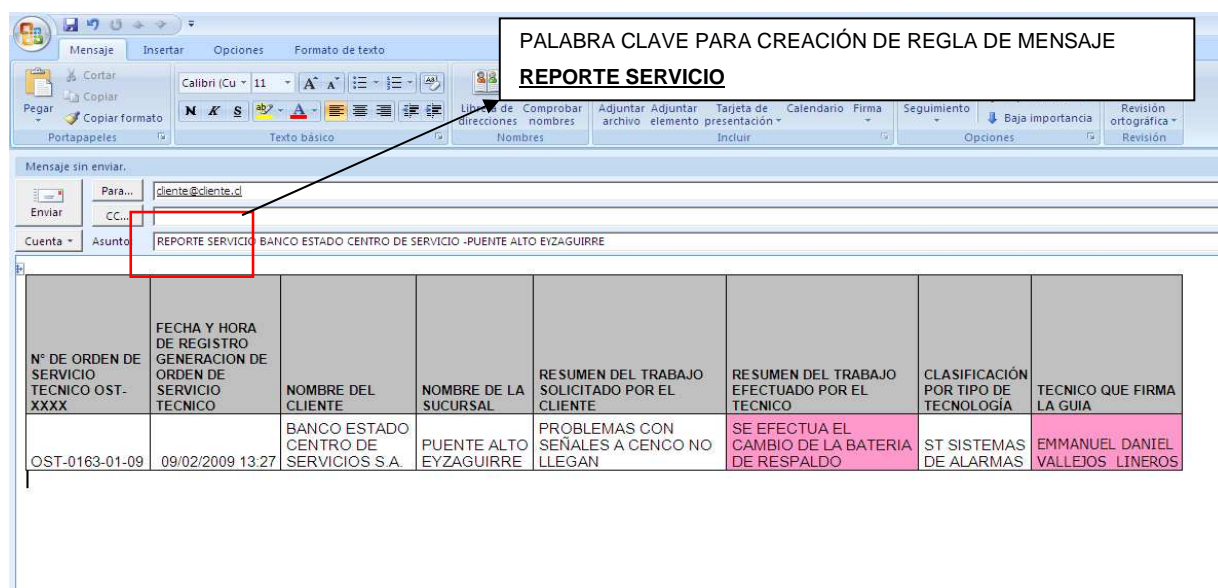 PALABRA CLAVE PARA CREACIÓN DE REGLA DE MENSAJE
REPORTE SERVICIO
Mensaje Insertar Opciones Formato de texto
Cortar
Copiar
Copiar formato
Pegar
Portapapeles
Calibri (Cu 11
N K S
Texto básico
Comprobar
nombres
direcciones
Nombres
Adjuntar archivo
Adjuntar elemento
Tarjeta de presentación
Calendario
Firma
Incluir
Seguimiento
Baja importancia
Opciones
Revisión
ortográfica
Revisión
Mensaje sin enviar.
Enviar
Para... cliente@cliente.cl
CC...
Cuenta Asunto REPORTE SERVICIO BANCO ESTADO CENTRO DE SERVICIO -PUENTE ALTO EYZAGUIRRE
N° DE ORDEN DE
SERVICIO
TECNICO OST-
XXXX
FECHA Y HORA
DE REGISTRO
GENERACION DE
ORDEN DE
SERVICIO
TECNICO
NOMBRE DEL
CLIENTE
NOMBRE DE LA
SUCURSAL
RESUMEN DEL TRABAJO
SOLICITADO POR EL
CLIENTE
RESUMEN DEL TRABAJO
EFECTUADO POR EL
TECNICO
CLASIFICACIÓN
POR TIPO DE
TECNOLOGÍA
TECNICO QUE FIRMA
LA GUIA
OST-0163-01-09
09/02/2009 13:27
BANCO ESTADO
CENTRO DE
SERVICIOS S.A.
PUENTE ALTO
EYZAGUIRRE
PROBLEMAS CON
SEÑALES A CENCO NO
LLEGAN
SE EFECTUA EL
CAMBIO DE LA BATERIA
DE RESPALDO
ST SISTEMAS
DE ALARMAS
EMMANUEL DANIEL
VALLEJOS LINEROS